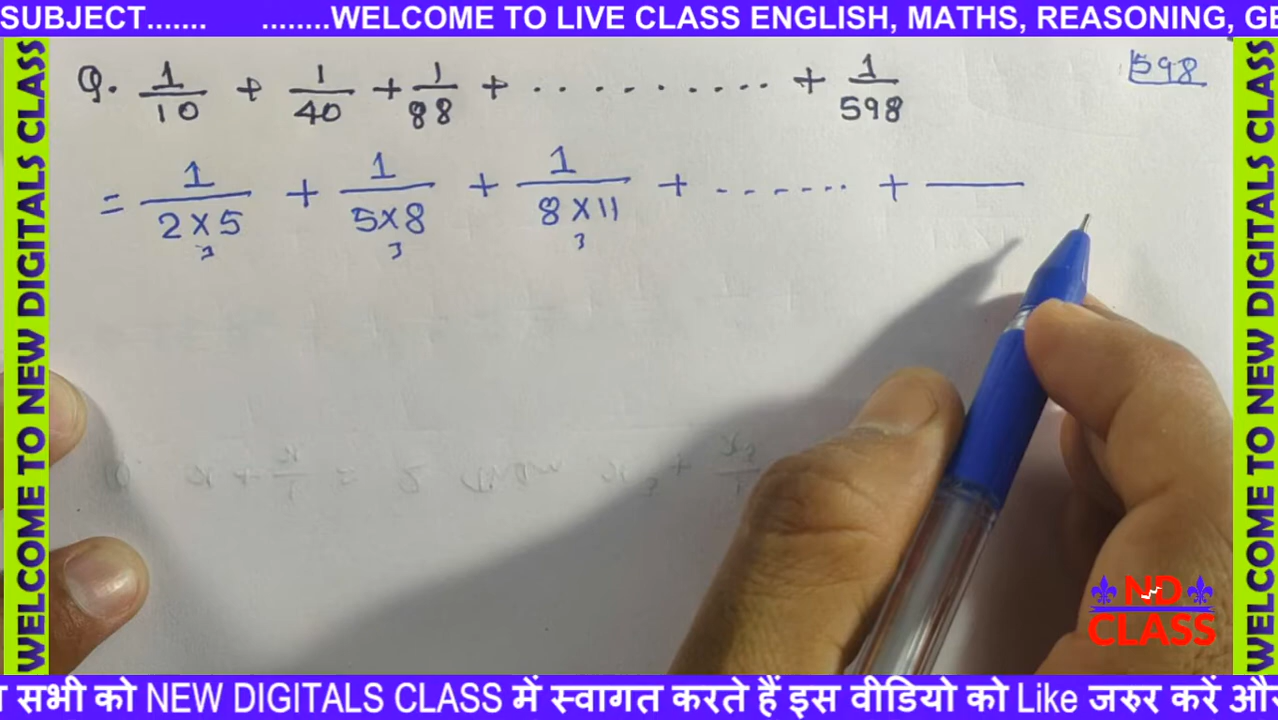 SUBJECT....... ........WELCOME TO LIVE CLASS ENGLISH, MATHS, REASONING, GE
WELCOME TO NEW DIGITALS CLASS
Q. 1/10 + 1/40 + 1/88 + .......... + 1/598
598
= 1/(2×5) + 1/(5×8) + 1/(8×11) + ....... + ——
3 3 3
ND
CLASS
WELCOME TO NEW DIGITALS CLASS
सभी को NEW DIGITALS CLASS में स्वागत करते हैं इस वीडियो को Like जरुर करें और